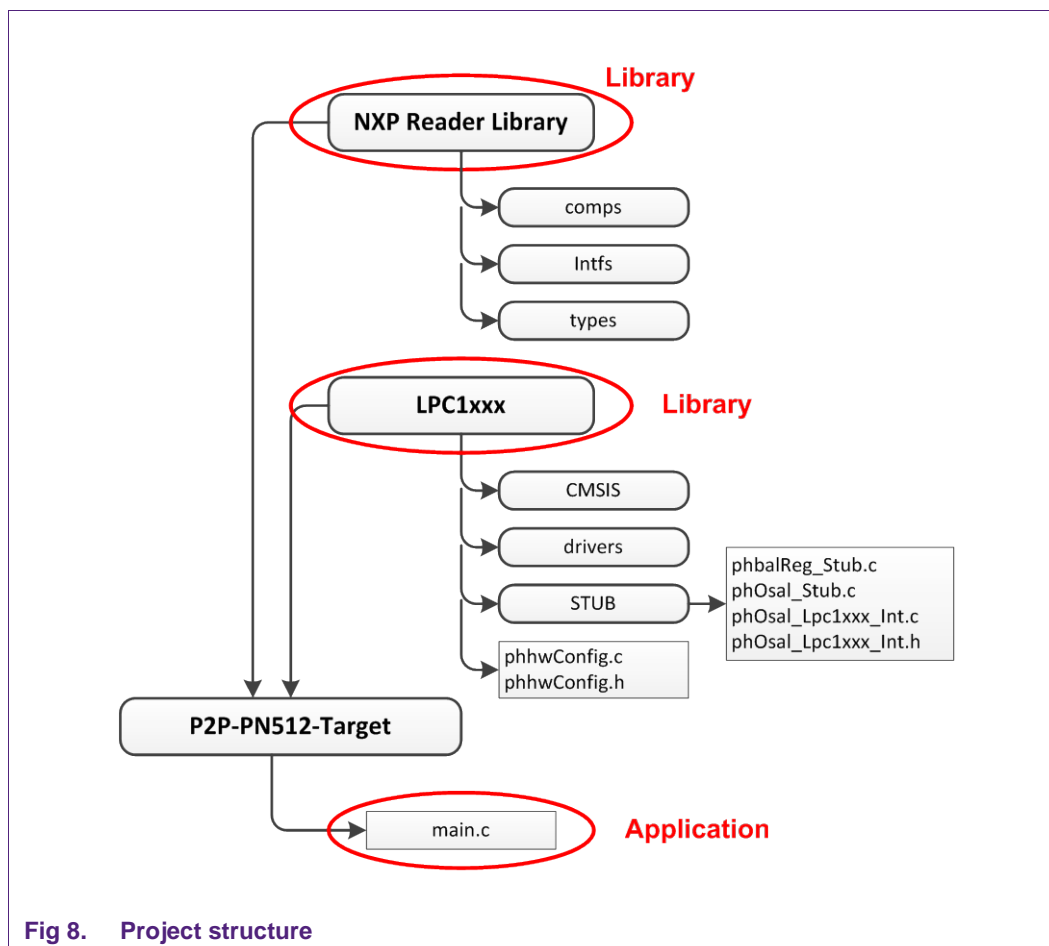 Library
NXP Reader Library
comps
Intfs
types
LPC1xxx
Library
CMSIS
drivers
STUB
phbalReg_Stub.c
phOsal_Stub.c
phOsal_Lpc1xxx_Int.c
phOsal_Lpc1xxx_Int.h
phhwConfig.c
phhwConfig.h
P2P-PN512-Target
main.c
Application
Fig 8. Project structure